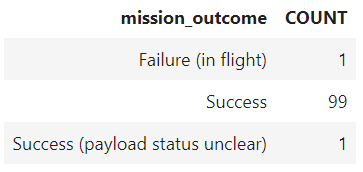 mission_outcome COUNT
Failure (in flight) 1
Success 99
Success (payload status unclear) 1